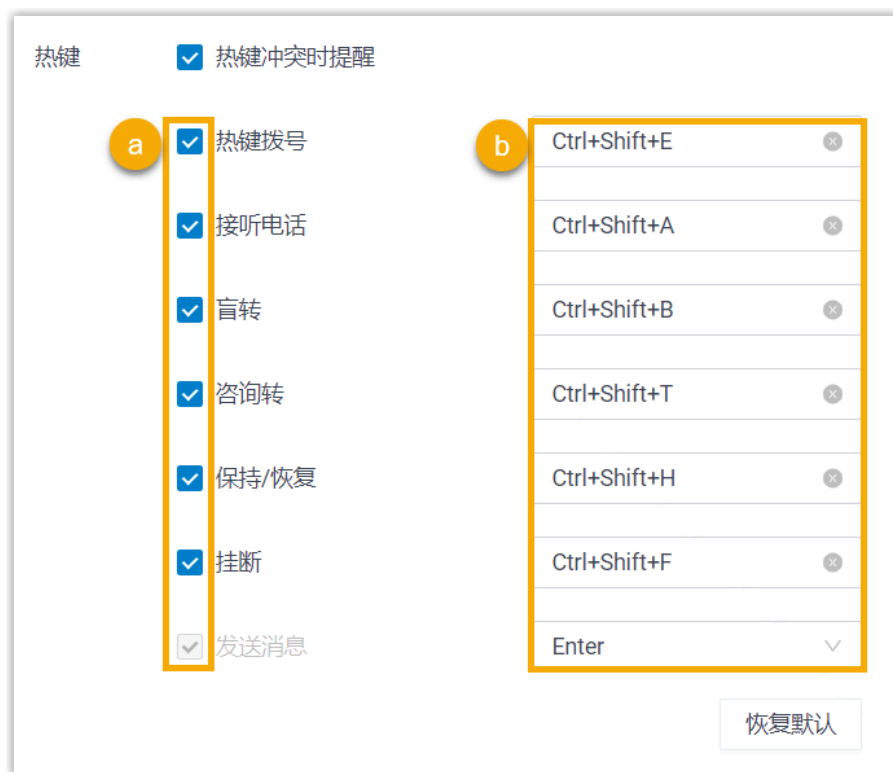 热键 热键冲突时提醒
a 热键拨号 b Ctrl+Shift+E
接听电话 Ctrl+Shift+A
盲转 Ctrl+Shift+B
咨询转 Ctrl+Shift+T
保持/恢复 Ctrl+Shift+H
挂断 Ctrl+Shift+F
发送消息 Enter
恢复默认